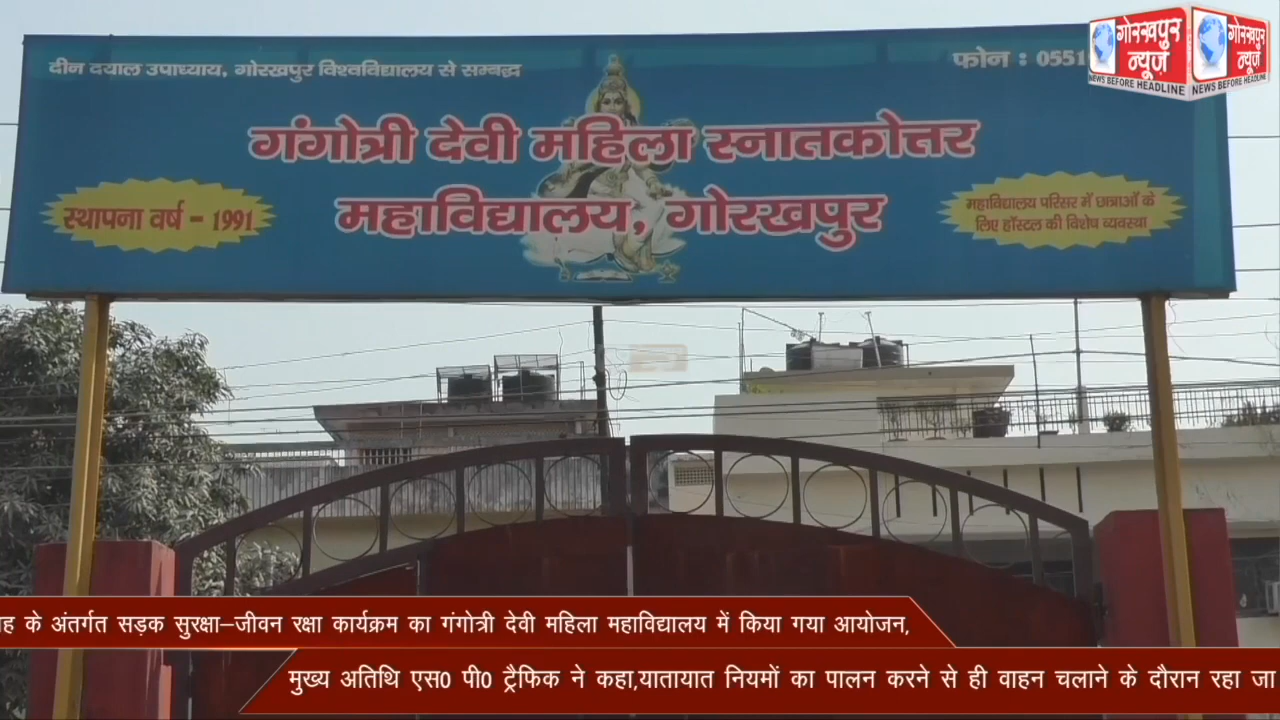 दीन दयाल उपाध्याय, गोरखपुर विश्वविद्यालय से सम्बद्ध
फोन : 0551
गोरखपुर
न्यूज़
NEWS BEFORE HEADLINE
गोरखपुर
न्यूज़
NEWS BEFORE HEADLINE
गंगोत्री देवी महिला स्नातकोत्तर
महाविद्यालय, गोरखपुर
स्थापना वर्ष - 1991
महाविद्यालय परिसर में छात्राओं के
लिए हॉस्टल की विशेष व्यवस्था
के अंतर्गत सड़क सुरक्षा–जीवन रक्षा कार्यक्रम का गंगोत्री देवी महिला महाविद्यालय में किया गया आयोजन,
मुख्य अतिथि एस0 पी0 ट्रैफिक ने कहा,यातायात नियमों का पालन करने से ही वाहन चलाने के दौरान रहा जा